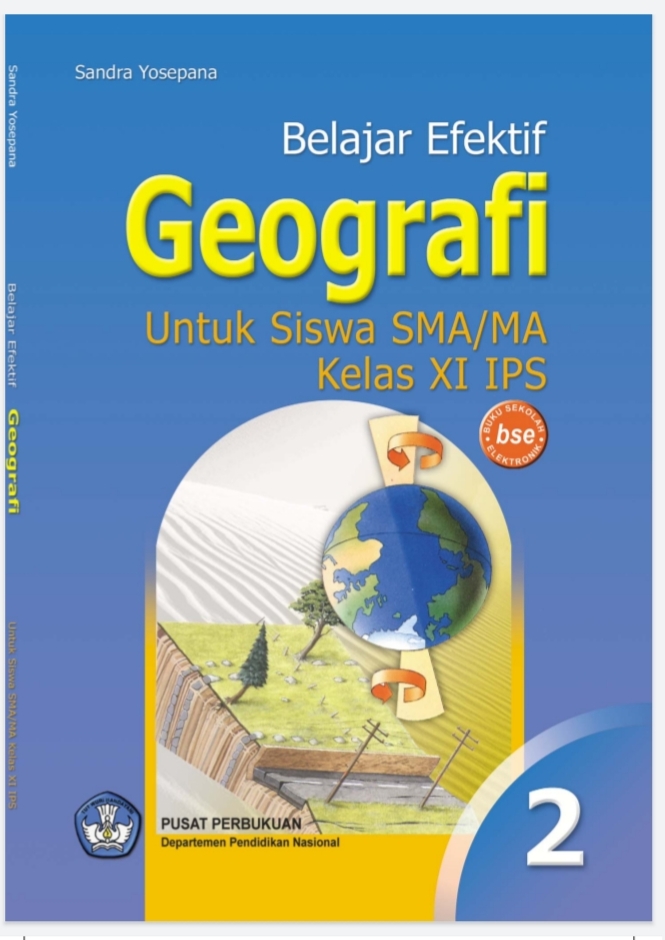 Sandra Yosepana
Belajar Efektif
Geografi
Untuk Siswa SMA/MA
Kelas XI IPS
BUKU SEKOLAH
bse
ELEKTRONIK
PUSAT PERBUKUAN
Departemen Pendidikan Nasional
2
Sandra Yosepana
Belajar Efektif Geografi
Untuk Siswa SMA/MA Kelas XI IPS